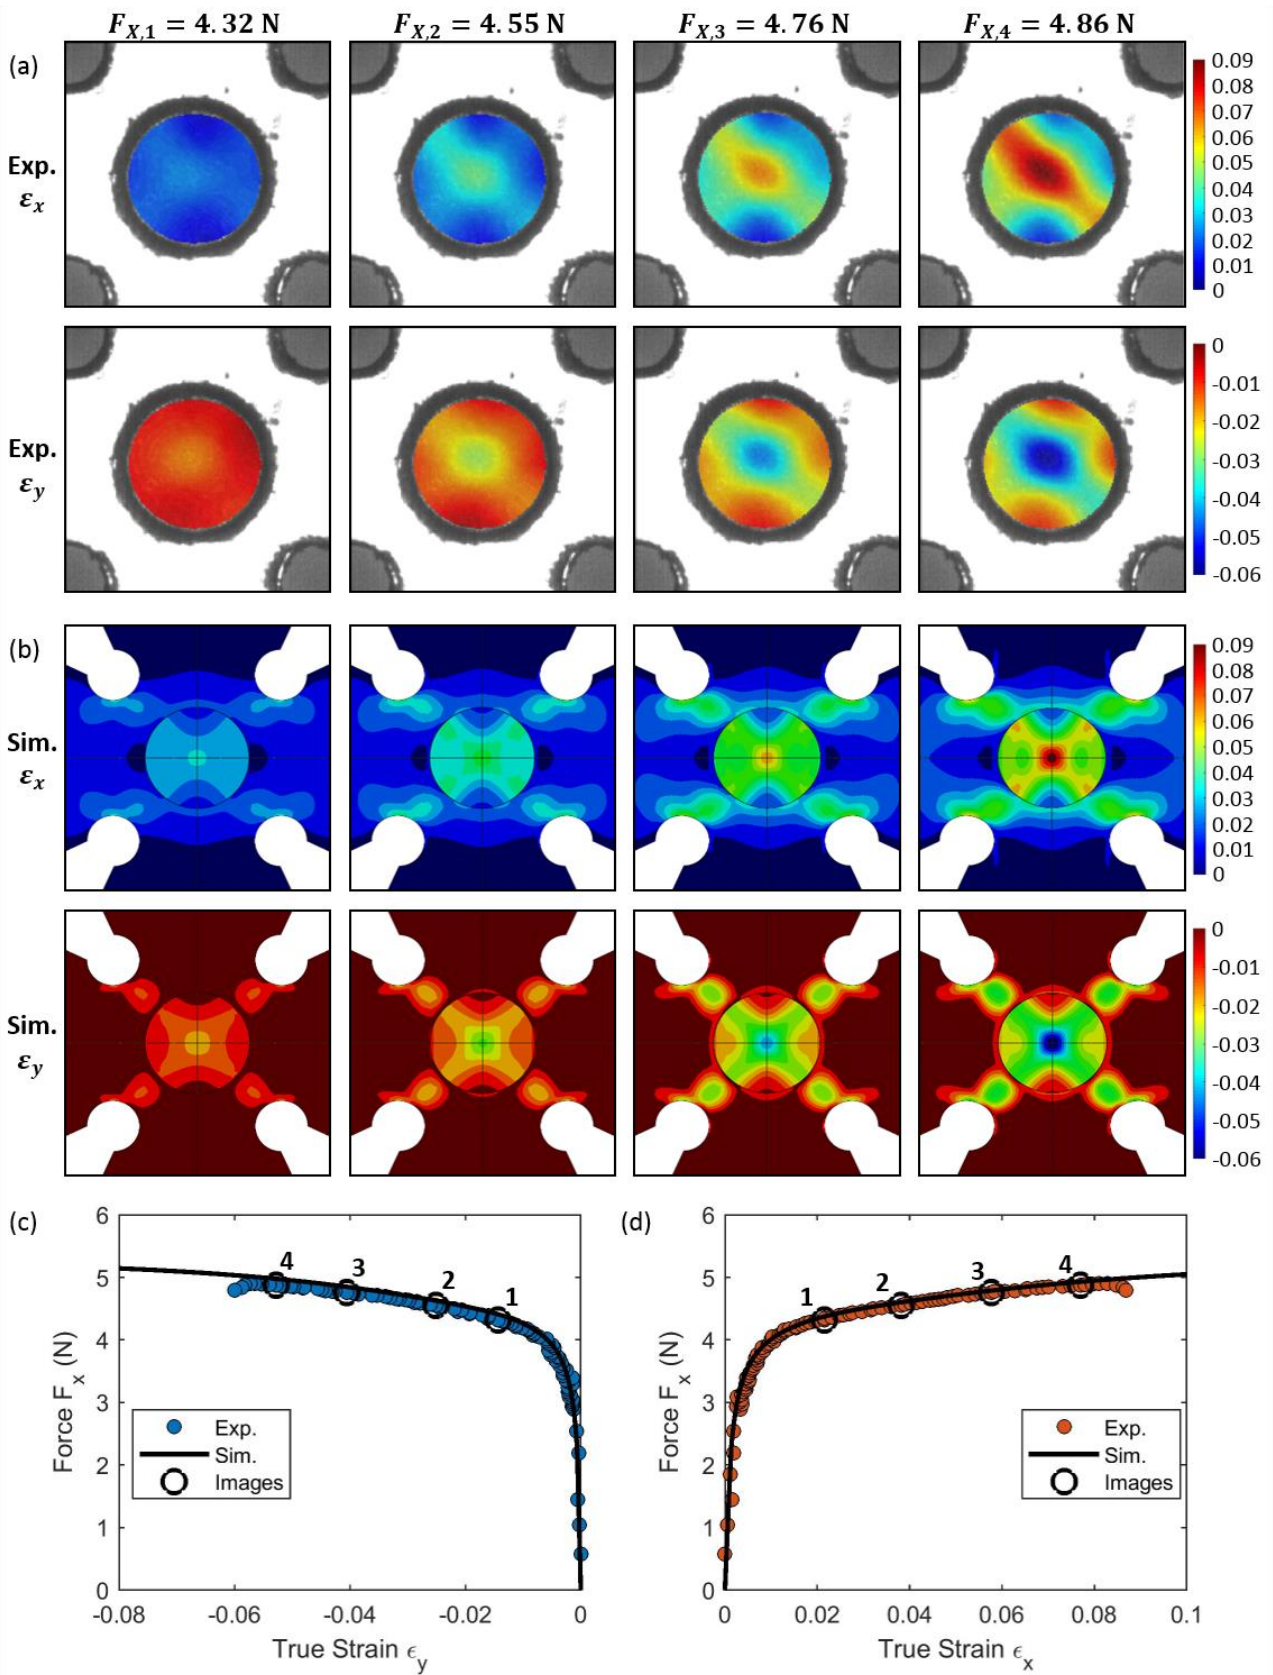 F_{X,1} = 4.32 N F_{X,2} = 4.55 N F_{X,3} = 4.76 N F_{X,4} = 4.86 N
(a)
Exp.
ε_x
0.09
0.08
0.07
0.06
0.05
0.04
0.03
0.02
0.01
0
Exp.
ε_y
0
-0.01
-0.02
-0.03
-0.04
-0.05
-0.06
(b)
Sim.
ε_x
0.09
0.08
0.07
0.06
0.05
0.04
0.03
0.02
0.01
0
Sim.
ε_y
0
-0.01
-0.02
-0.03
-0.04
-0.05
-0.06
(c)
6
5
4
3
2
1
0
Force F_x (N)
4 3 2 1
Exp.
Sim.
Images
-0.08 -0.06 -0.04 -0.02 0
True Strain ϵ_y
(d)
6
5
4
3
2
1
0
Force F_x (N)
1 2 3 4
Exp.
Sim.
Images
0 0.02 0.04 0.06 0.08 0.1
True Strain ϵ_x